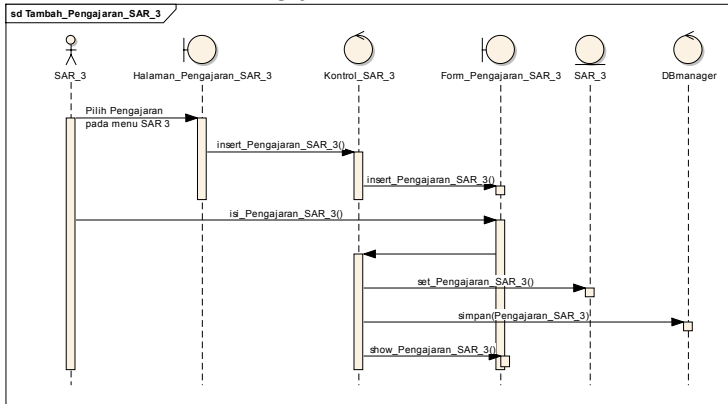 sd Tambah_Pengajaran_SAR_3
SAR_3
Halaman_Pengajaran_SAR_3
Kontrol_SAR_3
Form_Pengajaran_SAR_3
SAR_3
DBmanager
Pilih Pengajaran
pada menu SAR 3
insert_Pengajaran_SAR_3()
insert_Pengajaran_SAR_3()
isi_Pengajaran_SAR_3()
set_Pengajaran_SAR_3()
simpan(Pengajaran_SAR_3)
show_Pengajaran_SAR_3()